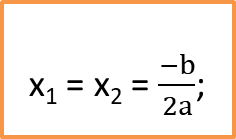 x₁ = x₂ = −b/2a;